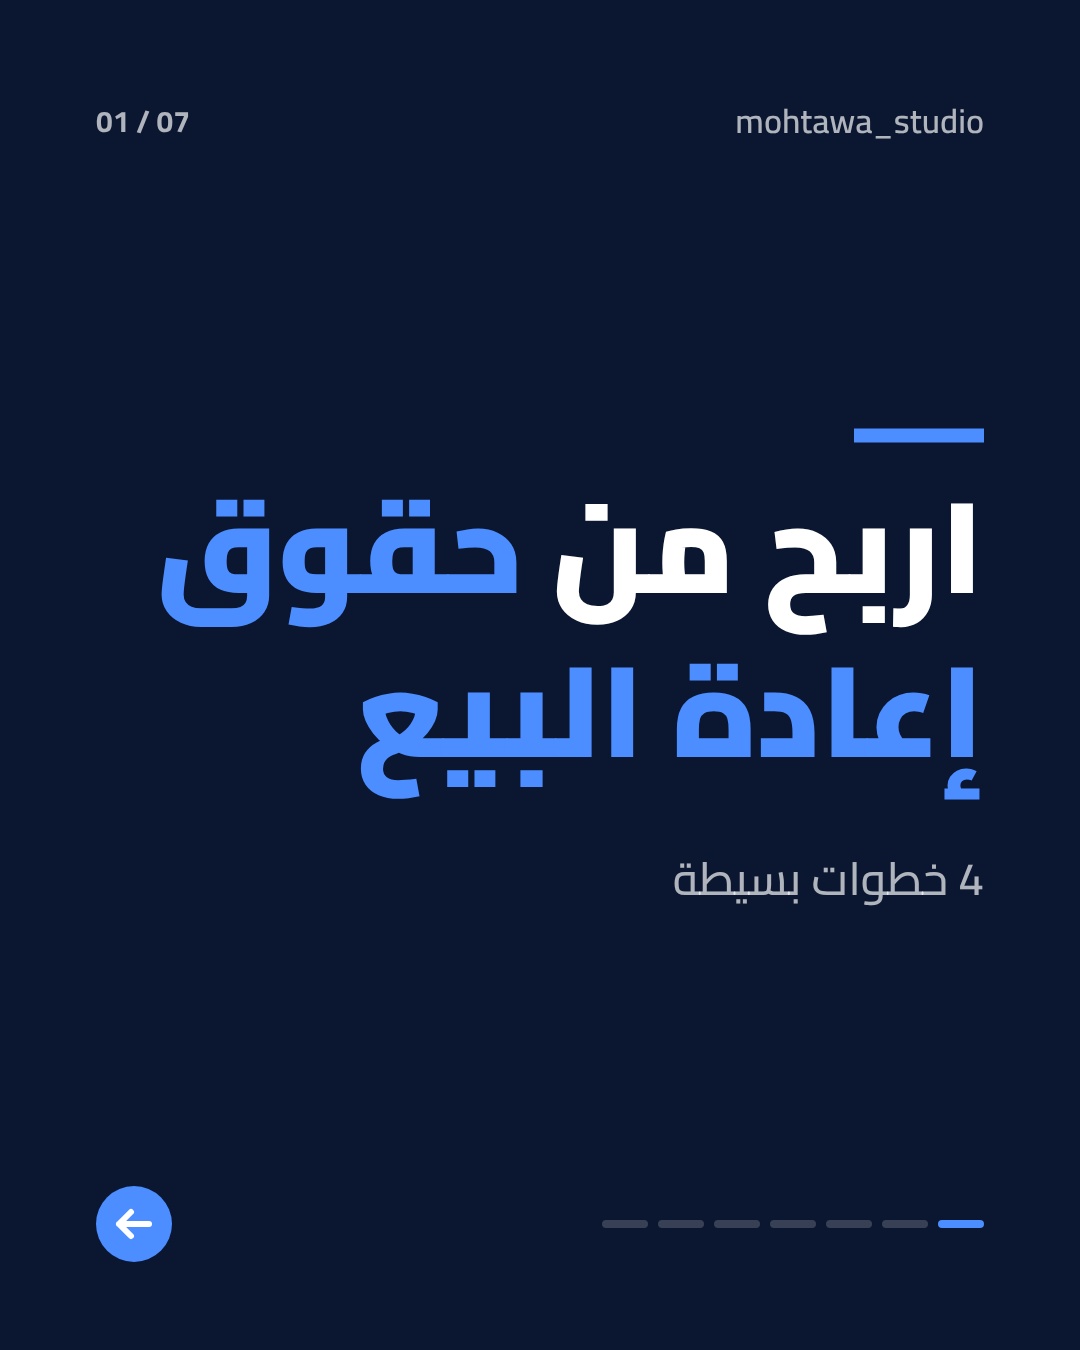 mohtawa_studio
01 / 07
اربح من حقوق
إعادة البيع
4 خطوات بسيطة